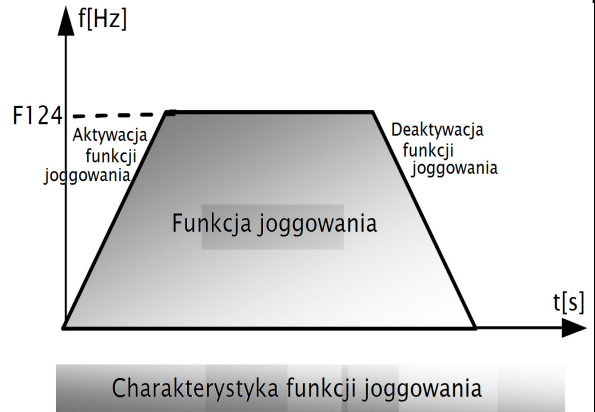 f[Hz]
F124
Aktywacja
funkcji
joggowania
Deaktywacja
funkcji
joggowania
Funkcja joggowania
t[s]
Charakterystyka funkcji joggowania